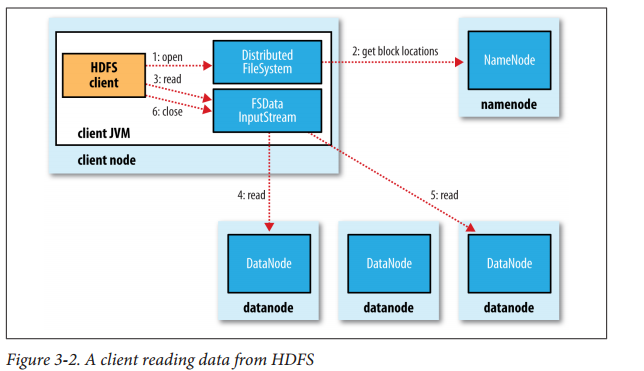 1: open
2: get block locations
HDFS
client
Distributed
FileSystem
NameNode
3: read
6: close
FSData
InputStream
namenode
client JVM
client node
4: read
5: read
DataNode
DataNode
DataNode
datanode
datanode
datanode
Figure 3-2. A client reading data from HDFS